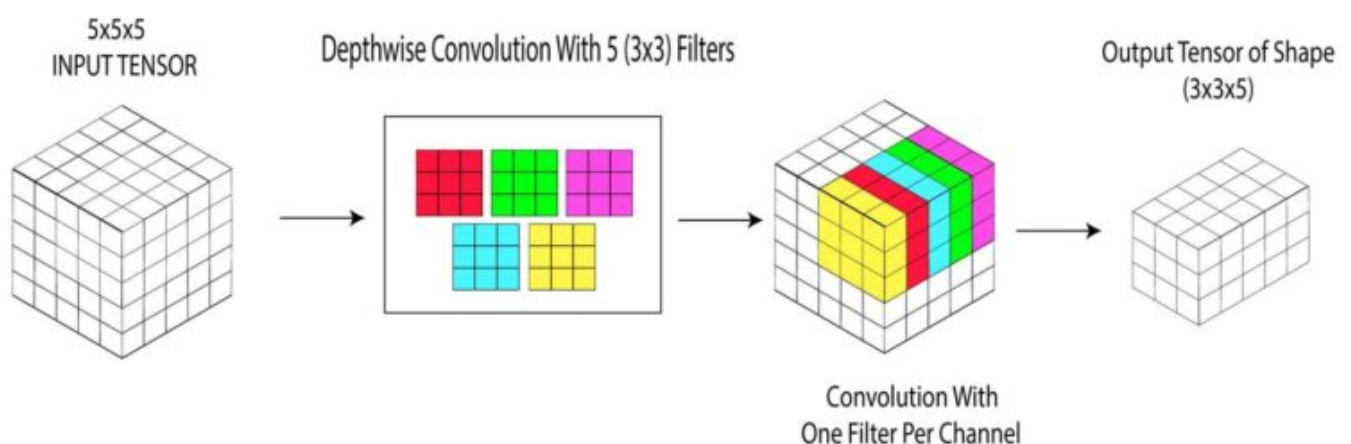 5x5x5
INPUT TENSOR
Depthwise Convolution With 5 (3x3) Filters
Output Tensor of Shape
(3x3x5)
Convolution With
One Filter Per Channel